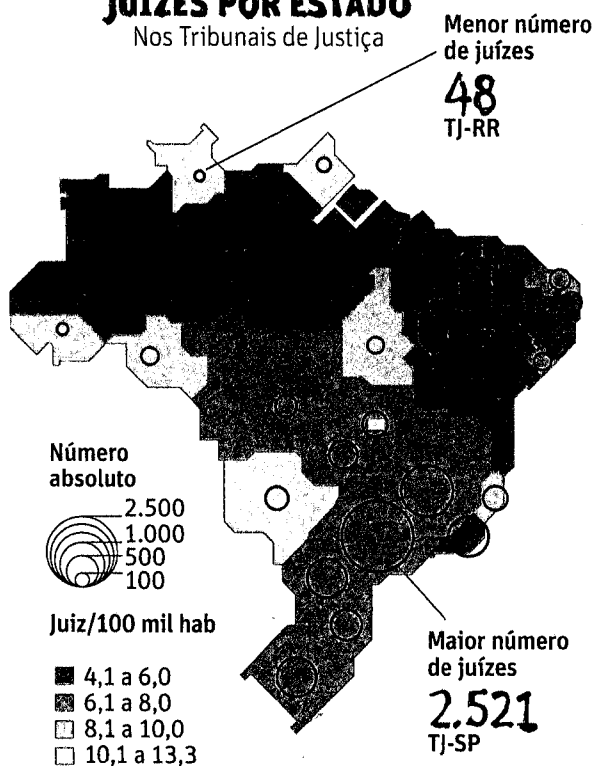 JUÍZES POR ESTADO
Nos Tribunais de Justiça
Menor número
de juízes
48
TJ-RR
Número
absoluto
2.500
1.000
500
100
Juiz/100 mil hab
4,1 a 6,0
6,1 a 8,0
8,1 a 10,0
10,1 a 13,3
Maior número
de juízes
2.521
TJ-SP